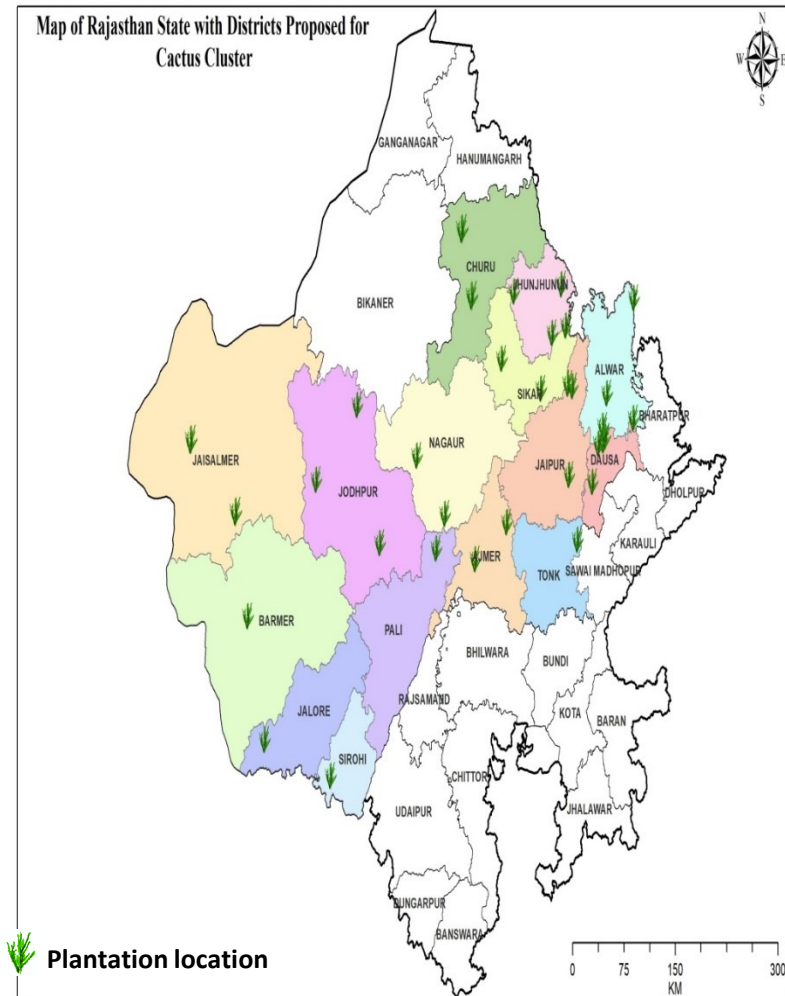 Map of Rajasthan State with Districts Proposed for
Cactus Cluster
N
W E
S
GANGANAGAR
HANUMANGARH
CHURU
JHUNJHUNUN
BIKANER
ALWAR
SIKAR
BHARATPUR
NAGAUR
JAISALMER
JAIPUR
DAUSA
JODHPUR
DHOLPUR
KARAULI
AJMER
TONK
SAWAI MADHOPUR
BARMER
PALI
BHILWARA
BUNDI
RAJSAMAND
JALORE
KOTA
BARAN
SIROHI
CHITTOR
UDAIPUR
JHALAWAR
DUNGARPUR
BANSWARA
Plantation location
0 75 150 300
KM